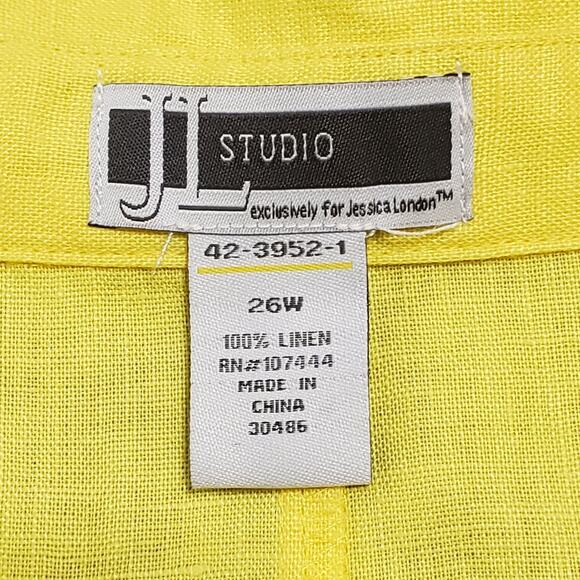 JL STUDIO
exclusively for Jessica London™
42-3952-1
26W
100% LINEN
RN#107444
MADE IN
CHINA
30486